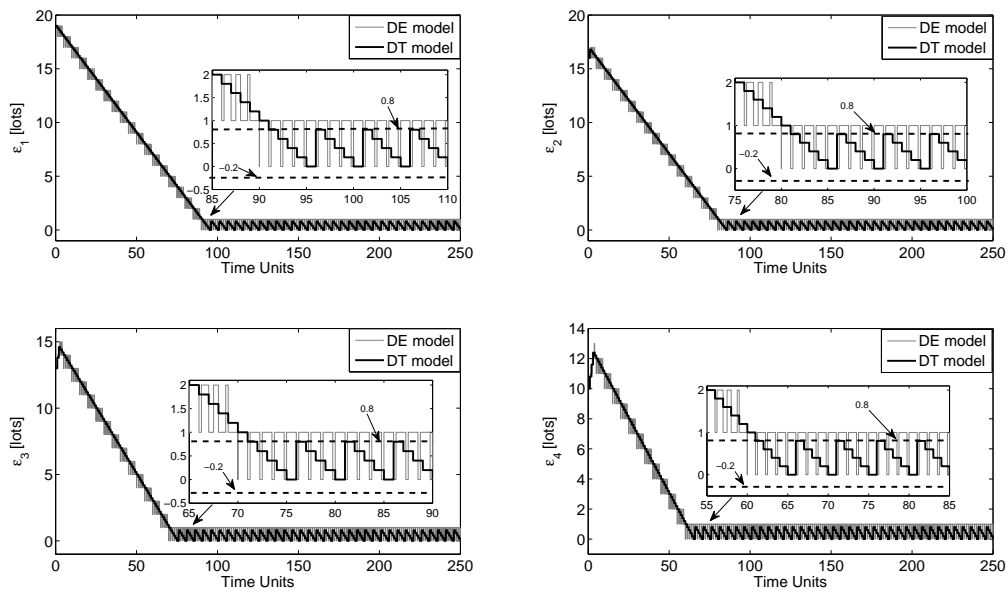 20
15
10
5
0
ε1 [lots]
0 50 100 150 200 250
Time Units
DE model
DT model
2
1.5
1
0.5
0
−0.5
85 90 95 100 105 110
0.8
−0.2
20
15
10
5
0
ε2 [lots]
0 50 100 150 200 250
Time Units
DE model
DT model
2
1
0
75 80 85 90 95 100
0.8
−0.2
15
10
5
0
ε3 [lots]
0 50 100 150 200 250
Time Units
DE model
DT model
2
1.5
1
0.5
0
−0.5
65 70 75 80 85 90
0.8
−0.2
14
12
10
8
6
4
2
0
ε4 [lots]
0 50 100 150 200 250
Time Units
DE model
DT model
2
1
0
55 60 65 70 75 80 85
0.8
−0.2